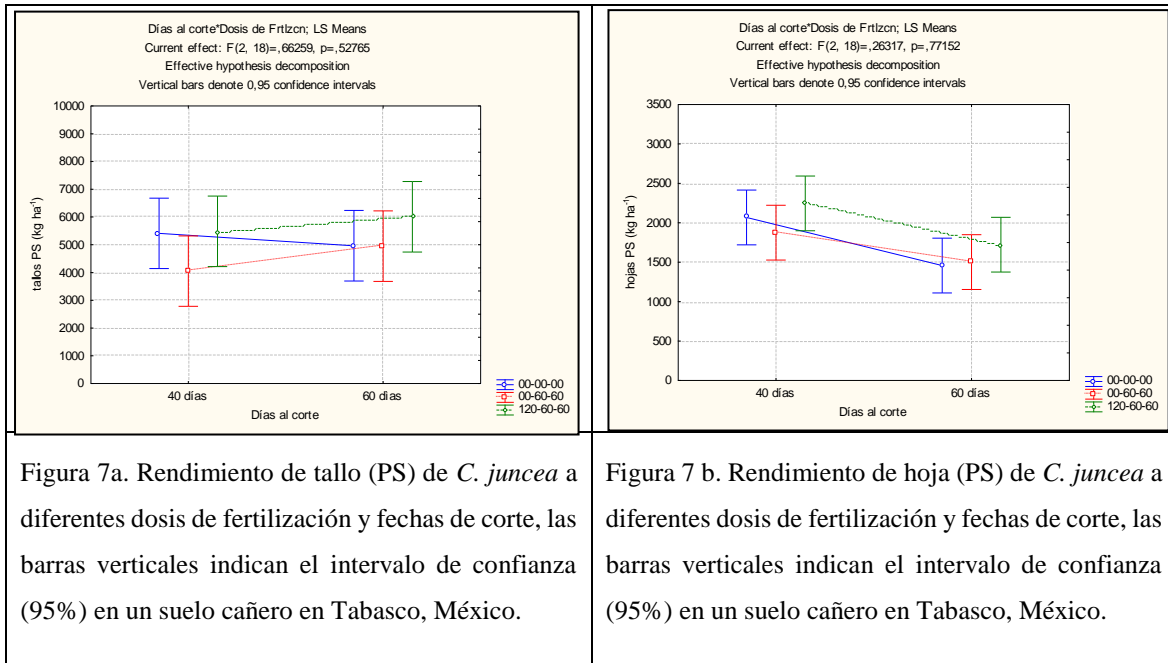 Días al corte*Dosis de Frtlzcn; LS Means
Current effect: F(2, 18)=,66259, p=,52765
Effective hypothesis decomposition
Vertical bars denote 0,95 confidence intervals
10000
9000
8000
7000
6000
5000
4000
3000
2000
1000
0
tallos PS (kg ha-1)
40 días
60 días
Días al corte
00-00-00
00-60-60
120-60-60
Días al corte*Dosis de Frtlzcn; LS Means
Current effect: F(2, 18)=,26317, p=,77152
Effective hypothesis decomposition
Vertical bars denote 0,95 confidence intervals
3500
3000
2500
2000
1500
1000
500
0
hojas PS (kg ha-1)
40 días
60 días
Días al corte
00-00-00
00-60-60
120-60-60
Figura 7a. Rendimiento de tallo (PS) de C. juncea a
diferentes dosis de fertilización y fechas de corte, las
barras verticales indican el intervalo de confianza
(95%) en un suelo cañero en Tabasco, México.
Figura 7 b. Rendimiento de hoja (PS) de C. juncea a
diferentes dosis de fertilización y fechas de corte, las
barras verticales indican el intervalo de confianza
(95%) en un suelo cañero en Tabasco, México.